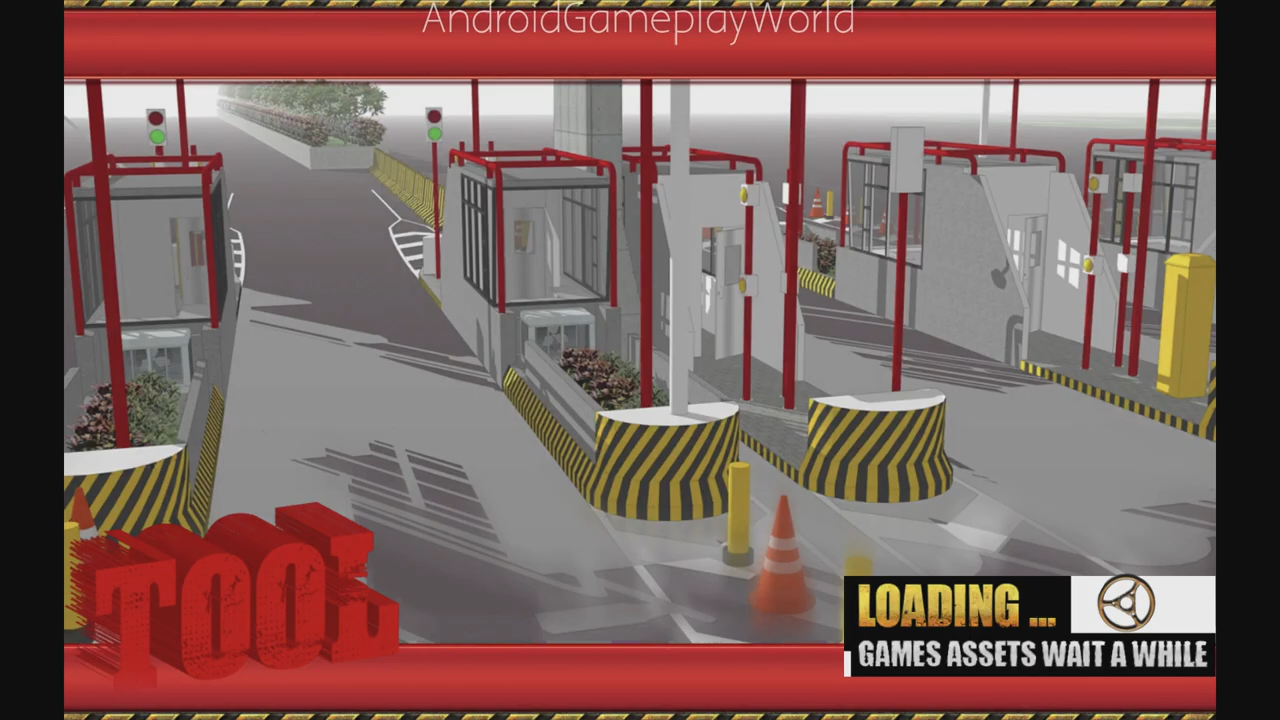 AndroidGameplayWorld
TOOL
LOADING ...
GAMES ASSETS WAIT A WHILE